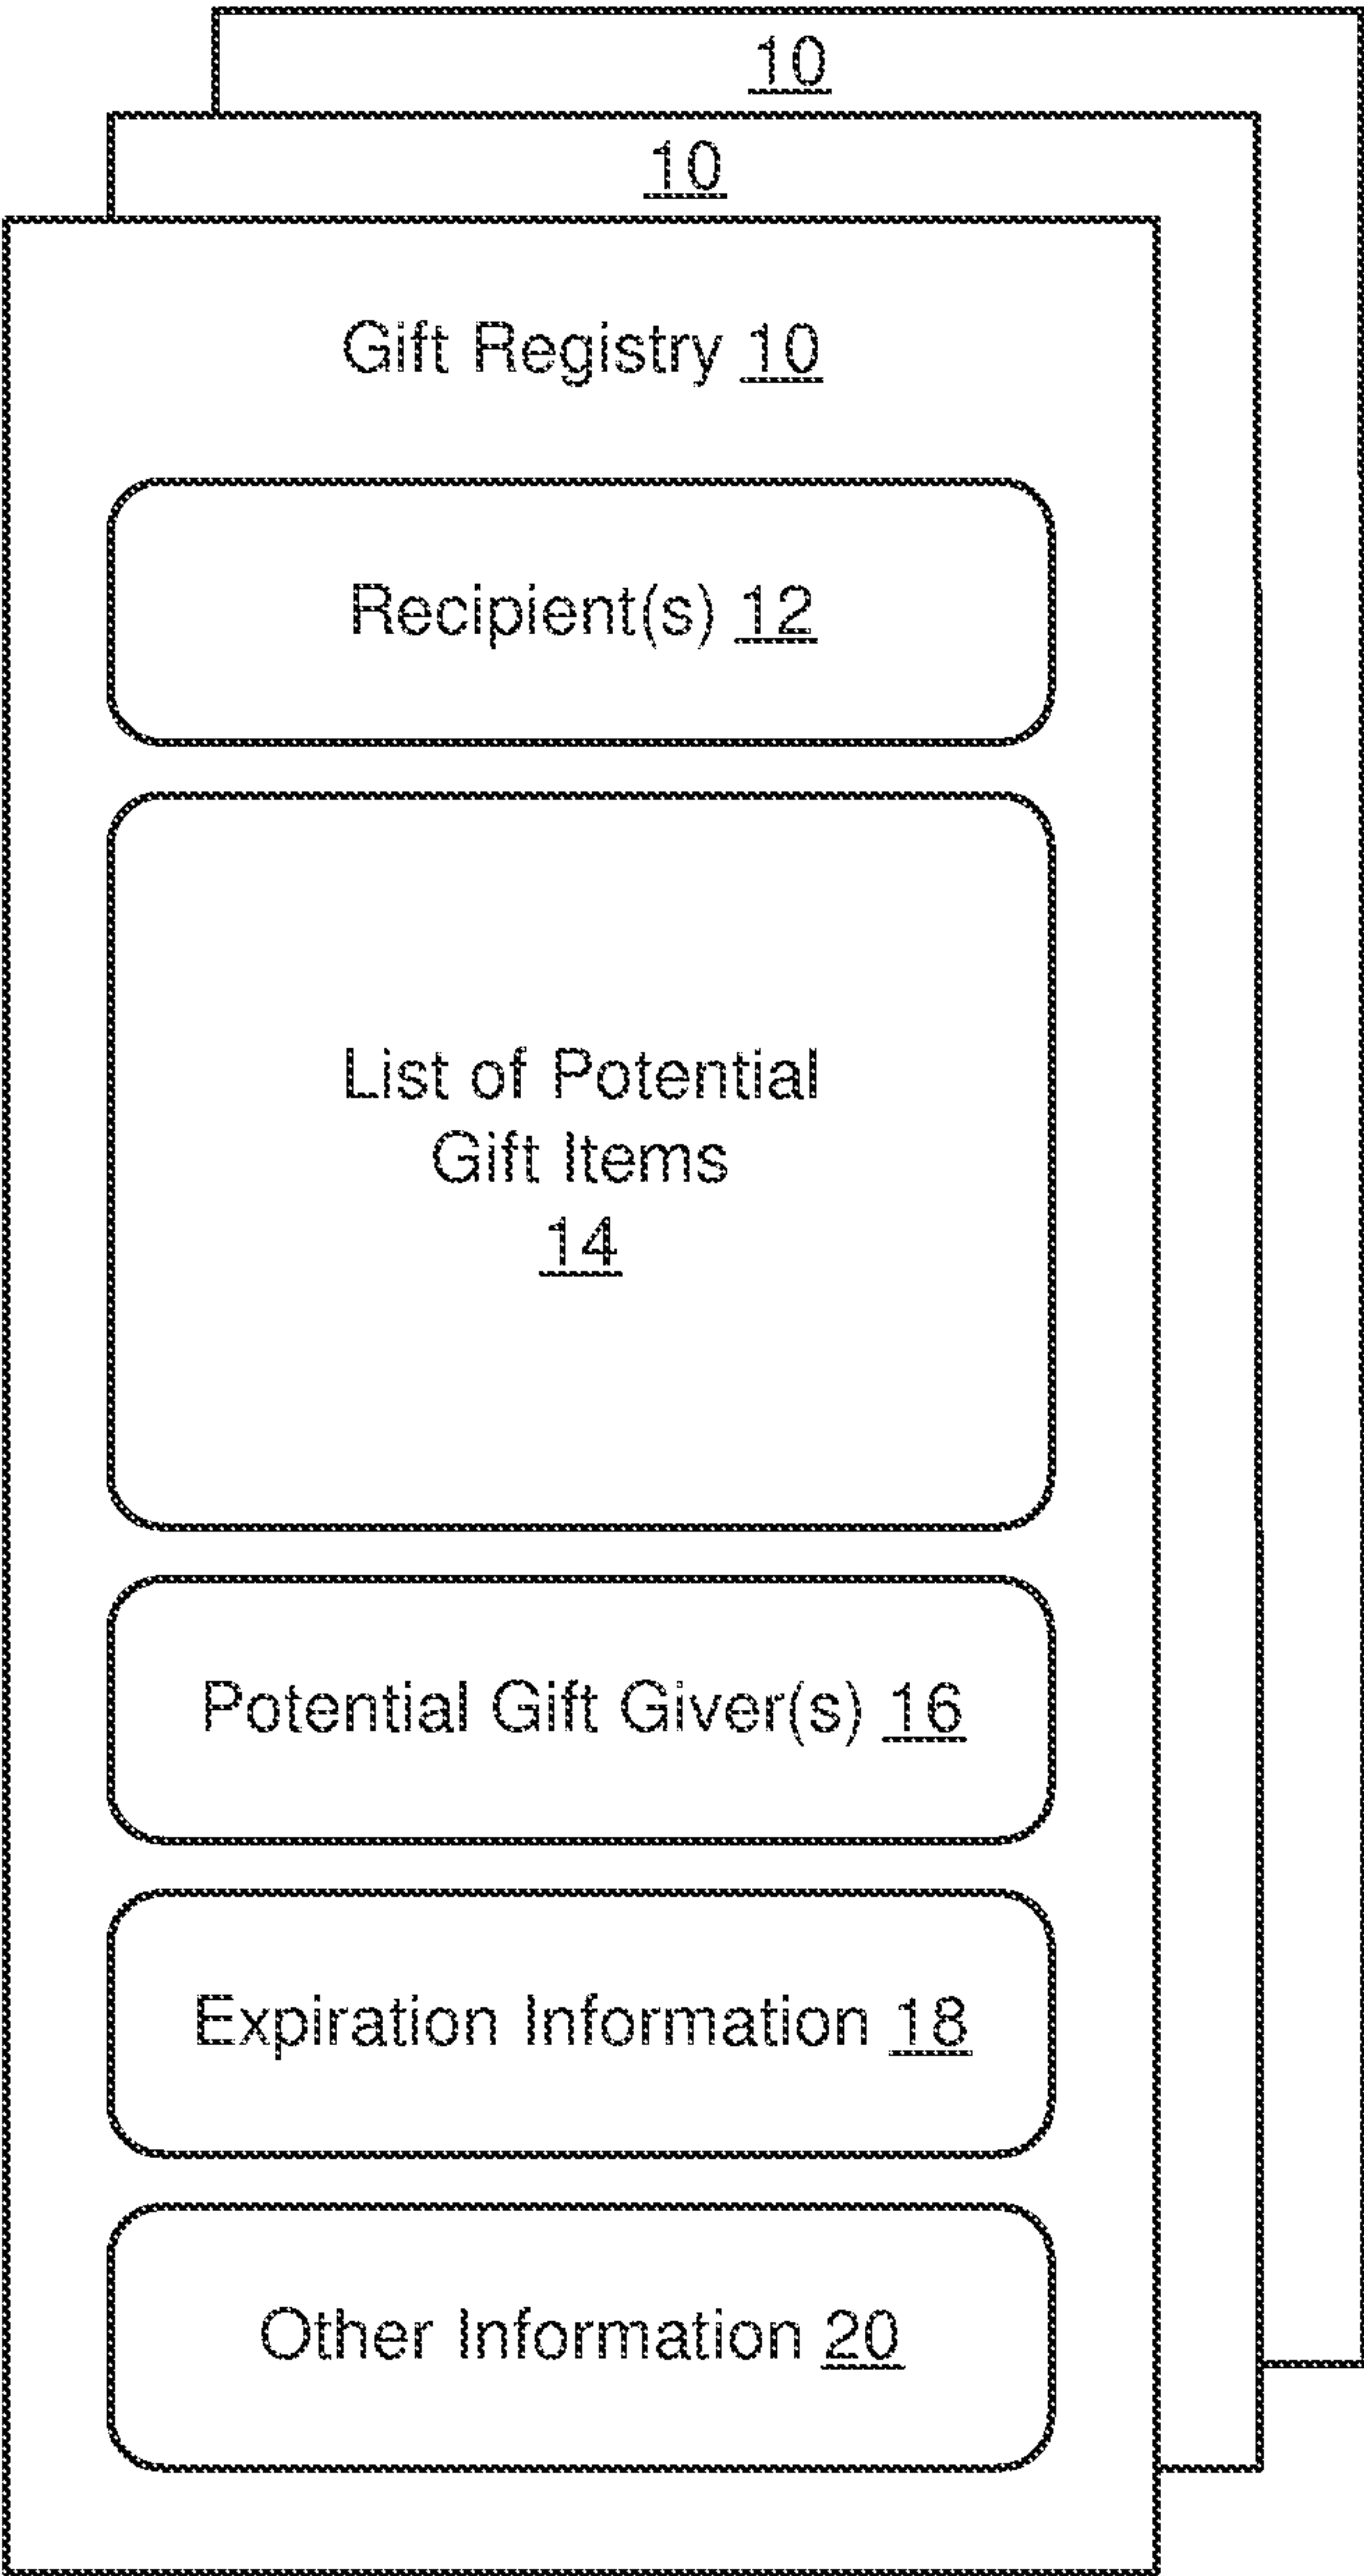 10
10
Gift Registry 10
Recipient(s) 12
List of Potential
Gift Items
14
Potential Gift Giver(s) 16
Expiration Information 18
Other Information 20